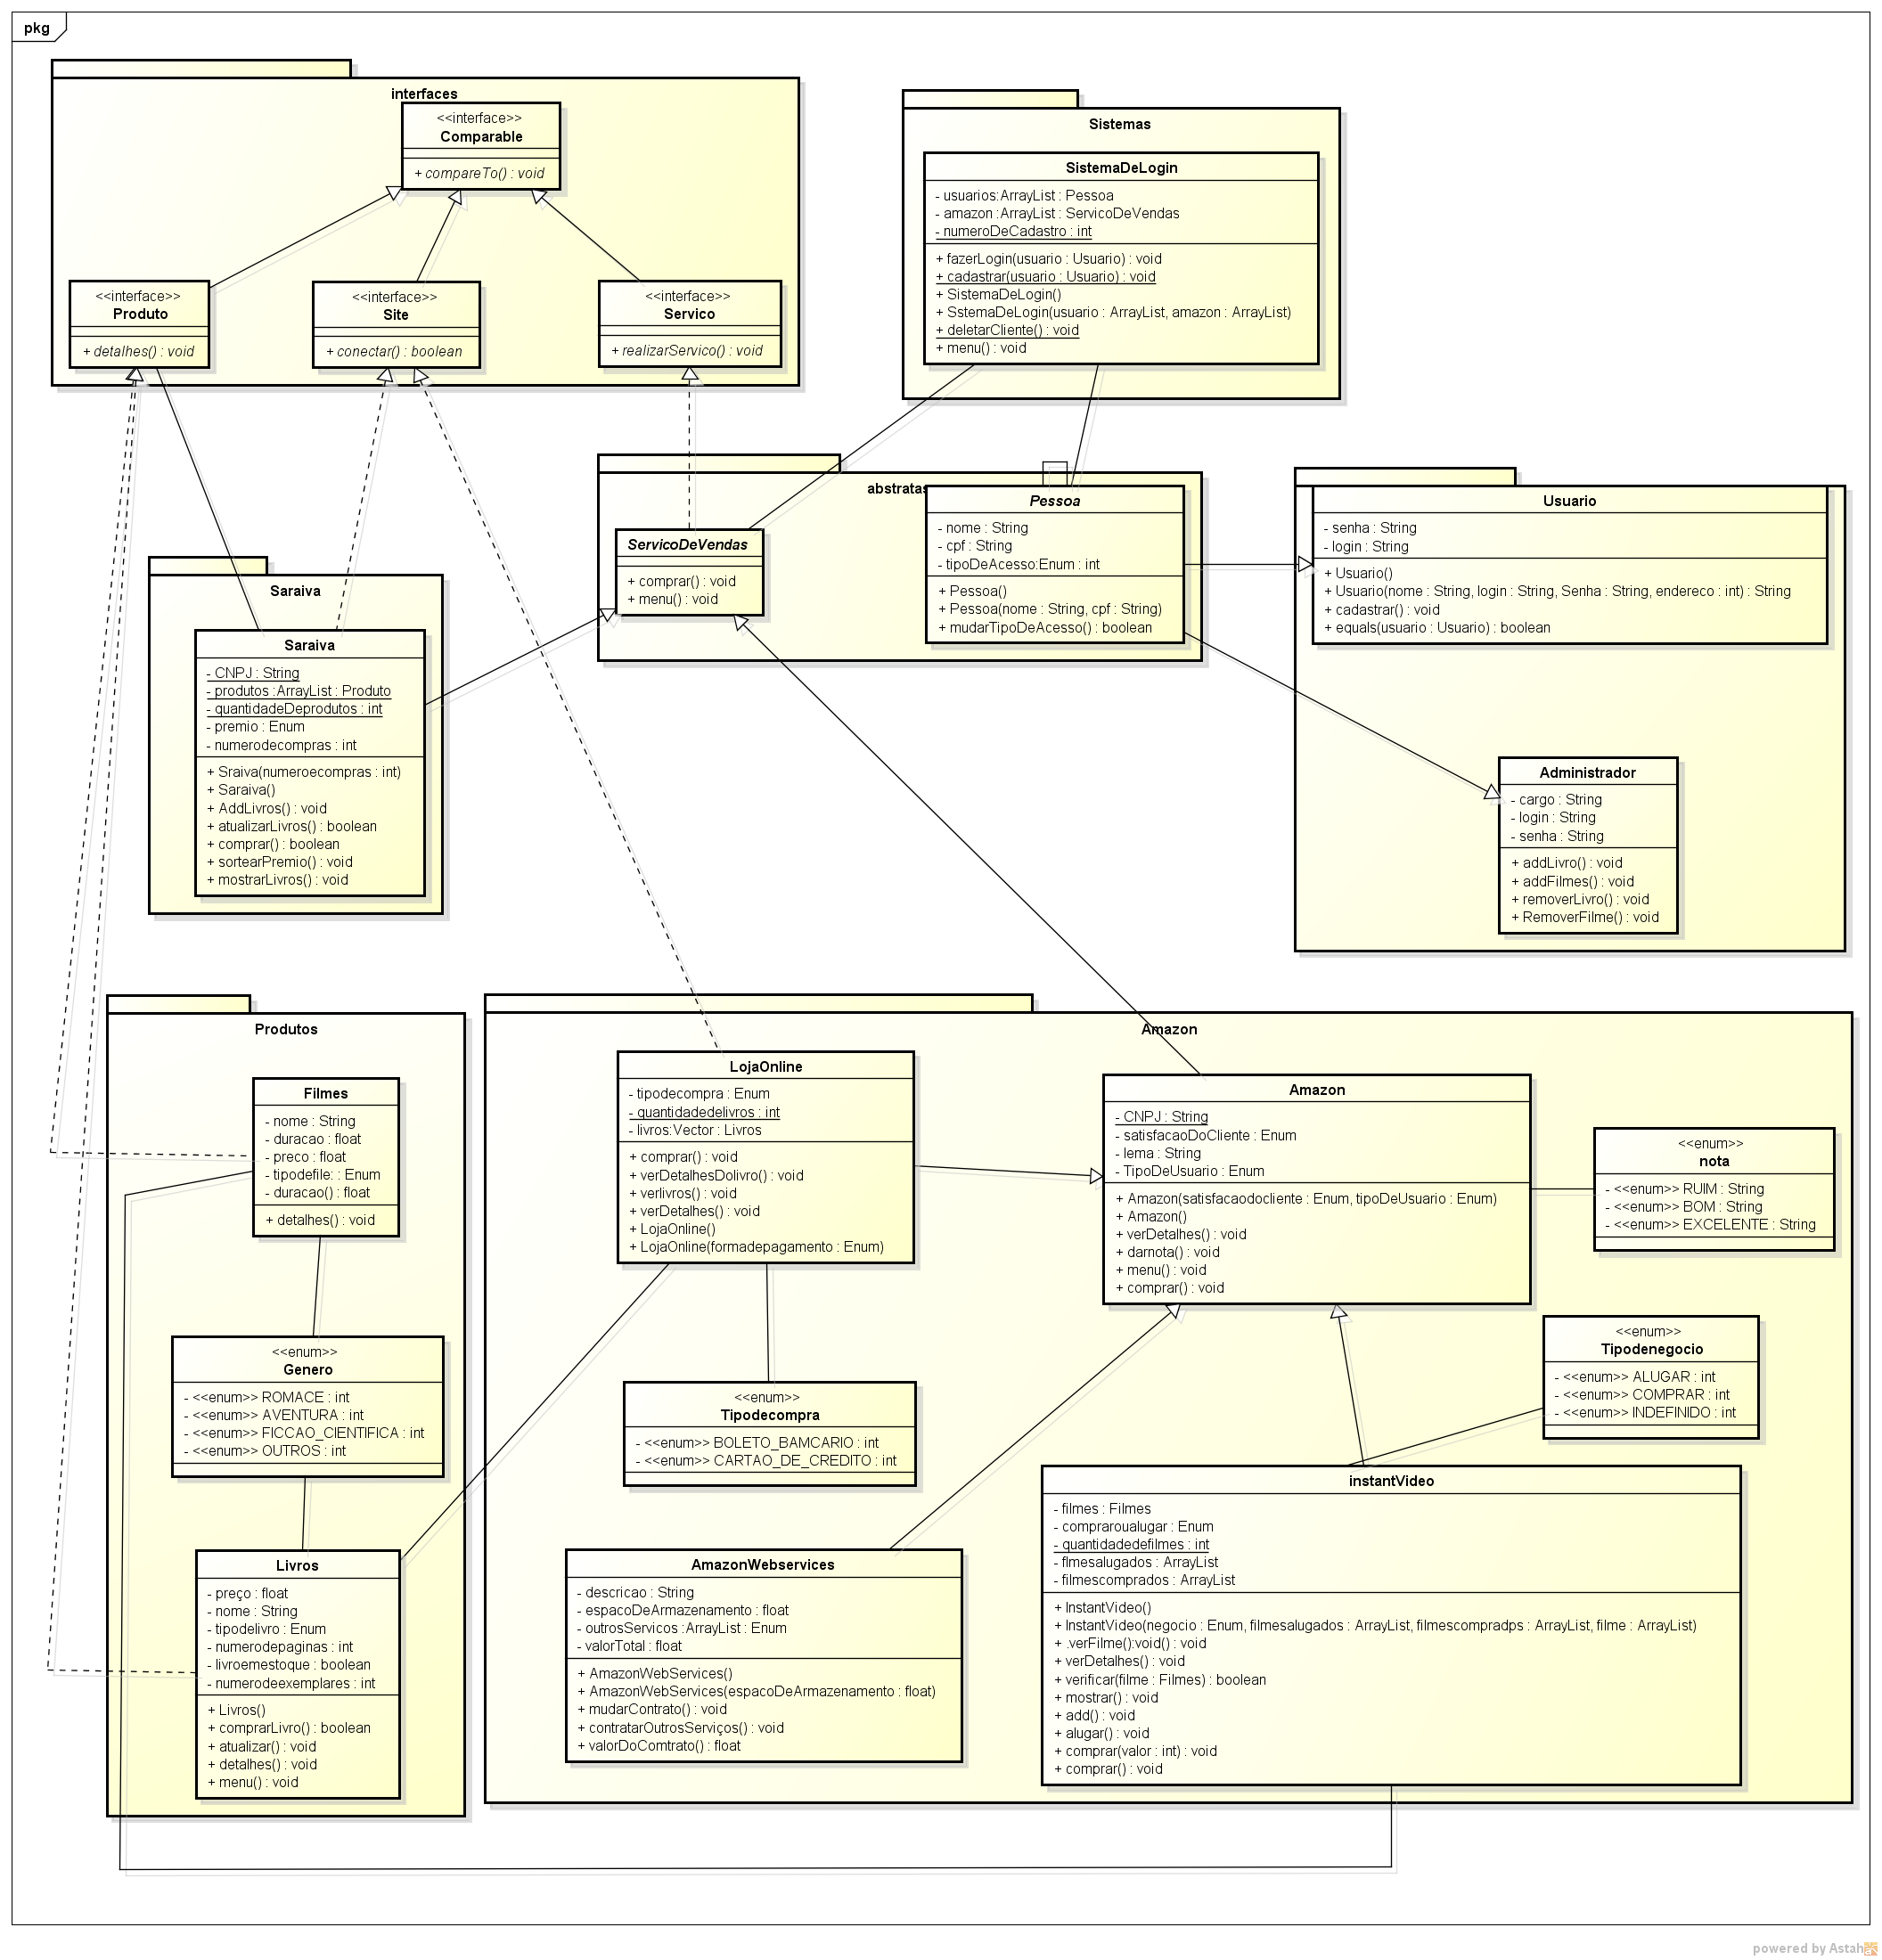 pkg
interfaces
<<interface>>
Comparable
+ compareTo() : void
<<interface>>
Produto
+ detalhes() : void
<<interface>>
Site
+ conectar() : boolean
<<interface>>
Servico
+ realizarServico() : void
Sistemas
SistemaDeLogin
- usuarios:ArrayList : Pessoa
- amazon :ArrayList : ServicoDeVendas
- numeroDeCadastro : int
+ fazerLogin(usuario : Usuario) : void
+ cadastrar(usuario : Usuario) : void
+ SistemaDeLogin()
+ SstemaDeLogin(usuario : ArrayList, amazon : ArrayList)
+ deletarCliente() : void
+ menu() : void
abstratas
ServicoDeVendas
+ comprar() : void
+ menu() : void
Pessoa
- nome : String
- cpf : String
- tipoDeAcesso:Enum : int
+ Pessoa()
+ Pessoa(nome : String, cpf : String)
+ mudarTipoDeAcesso() : boolean
Usuario
- senha : String
- login : String
+ Usuario()
+ Usuario(nome : String, login : String, Senha : String, endereco : int) : String
+ cadastrar() : void
+ equals(usuario : Usuario) : boolean
Administrador
- cargo : String
- login : String
- senha : String
+ addLivro() : void
+ addFilmes() : void
+ removerLivro() : void
+ RemoverFilme() : void
Saraiva
Saraiva
- CNPJ : String
- produtos :ArrayList : Produto
- quantidadeDeprodutos : int
- premio : Enum
- numerodecompras : int
+ Sraiva(numeroecompras : int)
+ Saraiva()
+ AddLivros() : void
+ atualizarLivros() : boolean
+ comprar() : boolean
+ sortearPremio() : void
+ mostrarLivros() : void
Produtos
Filmes
- nome : String
- duracao : float
- preco : float
- tipodefile: : Enum
- duracao() : float
+ detalhes() : void
<<enum>>
Genero
- <<enum>> ROMACE : int
- <<enum>> AVENTURA : int
- <<enum>> FICCAO_CIENTIFICA : int
- <<enum>> OUTROS : int
Livros
- preço : float
- nome : String
- tipodelivro : Enum
- numerodepaginas : int
- livroemestoque : boolean
- numerodeexemplares : int
+ Livros()
+ comprarLivro() : boolean
+ atualizar() : void
+ detalhes() : void
+ menu() : void
Amazon
LojaOnline
- tipodecompra : Enum
- quantidadedelivros : int
- livros:Vector : Livros
+ comprar() : void
+ verDetalhesDolivro() : void
+ verlivros() : void
+ verDetalhes() : void
+ LojaOnline()
+ LojaOnline(formadepagamento : Enum)
Amazon
- CNPJ : String
- satisfacaoDoCliente : Enum
- lema : String
- TipoDeUsuario : Enum
+ Amazon(satisfacaodocliente : Enum, tipoDeUsuario : Enum)
+ Amazon()
+ verDetalhes() : void
+ darnota() : void
+ menu() : void
+ comprar() : void
<<enum>>
nota
- <<enum>> RUIM : String
- <<enum>> BOM : String
- <<enum>> EXCELENTE : String
<<enum>>
Tipodenegocio
- <<enum>> ALUGAR : int
- <<enum>> COMPRAR : int
- <<enum>> INDEFINIDO : int
<<enum>>
Tipodecompra
- <<enum>> BOLETO_BAMCARIO : int
- <<enum>> CARTAO_DE_CREDITO : int
AmazonWebservices
- descricao : String
- espacoDeArmazenamento : float
- outrosServicos :ArrayList : Enum
- valorTotal : float
+ AmazonWebServices()
+ AmazonWebServices(espacoDeArmazenamento : float)
+ mudarContrato() : void
+ contratarOutrosServiços() : void
+ valorDoComtrato() : float
instantVideo
- filmes : Filmes
- compraroualugar : Enum
- quantidadedefilmes : int
- flmesalugados : ArrayList
- filmescomprados : ArrayList
+ InstantVideo()
+ InstantVideo(negocio : Enum, filmesalugados : ArrayList, filmescompradps : ArrayList, filme : ArrayList)
+ .verFilme():void() : void
+ verDetalhes() : void
+ verificar(filme : Filmes) : boolean
+ mostrar() : void
+ add() : void
+ alugar() : void
+ comprar(valor : int) : void
+ comprar() : void
powered by Astah